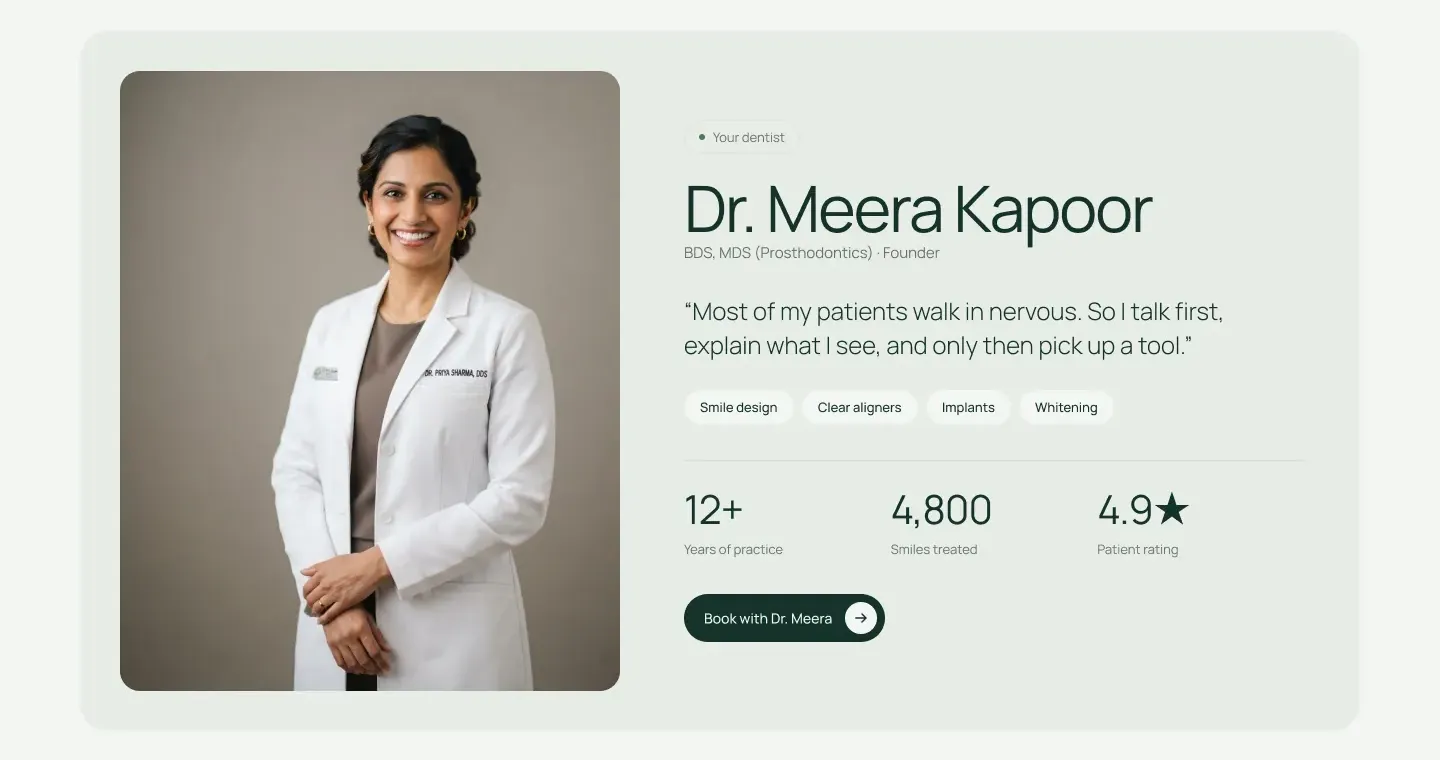 Your dentist
Dr. Meera Kapoor
BDS, MDS (Prosthodontics) · Founder
“Most of my patients walk in nervous. So I talk first,
explain what I see, and only then pick up a tool.”
Smile design
Clear aligners
Implants
Whitening
12+
4,800
4.9★
Years of practice
Smiles treated
Patient rating
Book with Dr. Meera
DR. PRIYA SHARMA, DDS